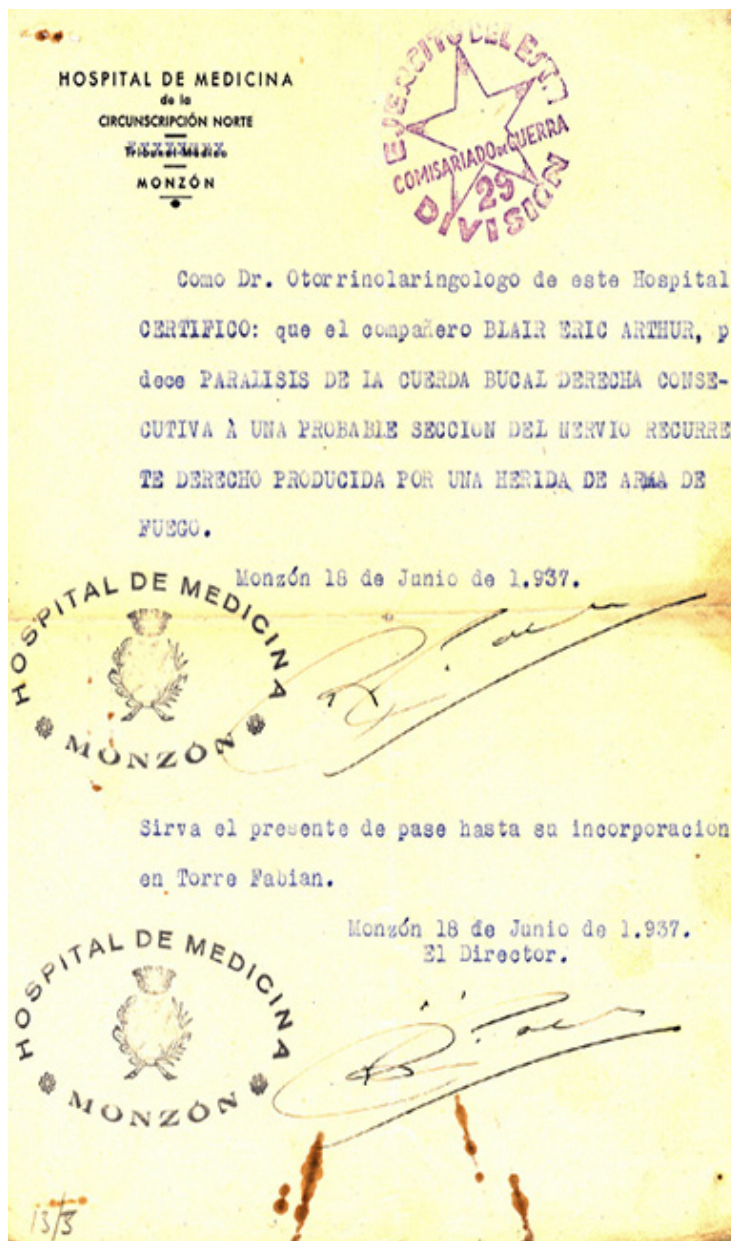 HOSPITAL DE MEDICINA
de la
CIRCUNSCRIPCIÓN NORTE
Tribunal Médico
MONZÓN
EJERCITO DEL ESTE
COMISARIADO DE GUERRA
29
DIVISION
Como Dr. Otorrinolaringologo de este Hospital
CERTIFICO: que el compañero BLAIR ERIC ARTHUR, p
dece PARALISIS DE LA CUERDA BUCAL DERECHA CONSE-
CUTIVA À UNA PROBABLE SECCION DEL NERVIO RECURRE
TE DERECHO PRODUCIDA POR UNA HERIDA DE ARMA DE
FUEGO.
Monzón 18 de Junio de 1.937.
HOSPITAL DE MEDICINA
MONZÓN
Sirva el presente de pase hasta su incorporacion
en Torre Fabian.
Monzón 18 de Junio de 1.937.
El Director.
HOSPITAL DE MEDICINA
MONZÓN
13/3